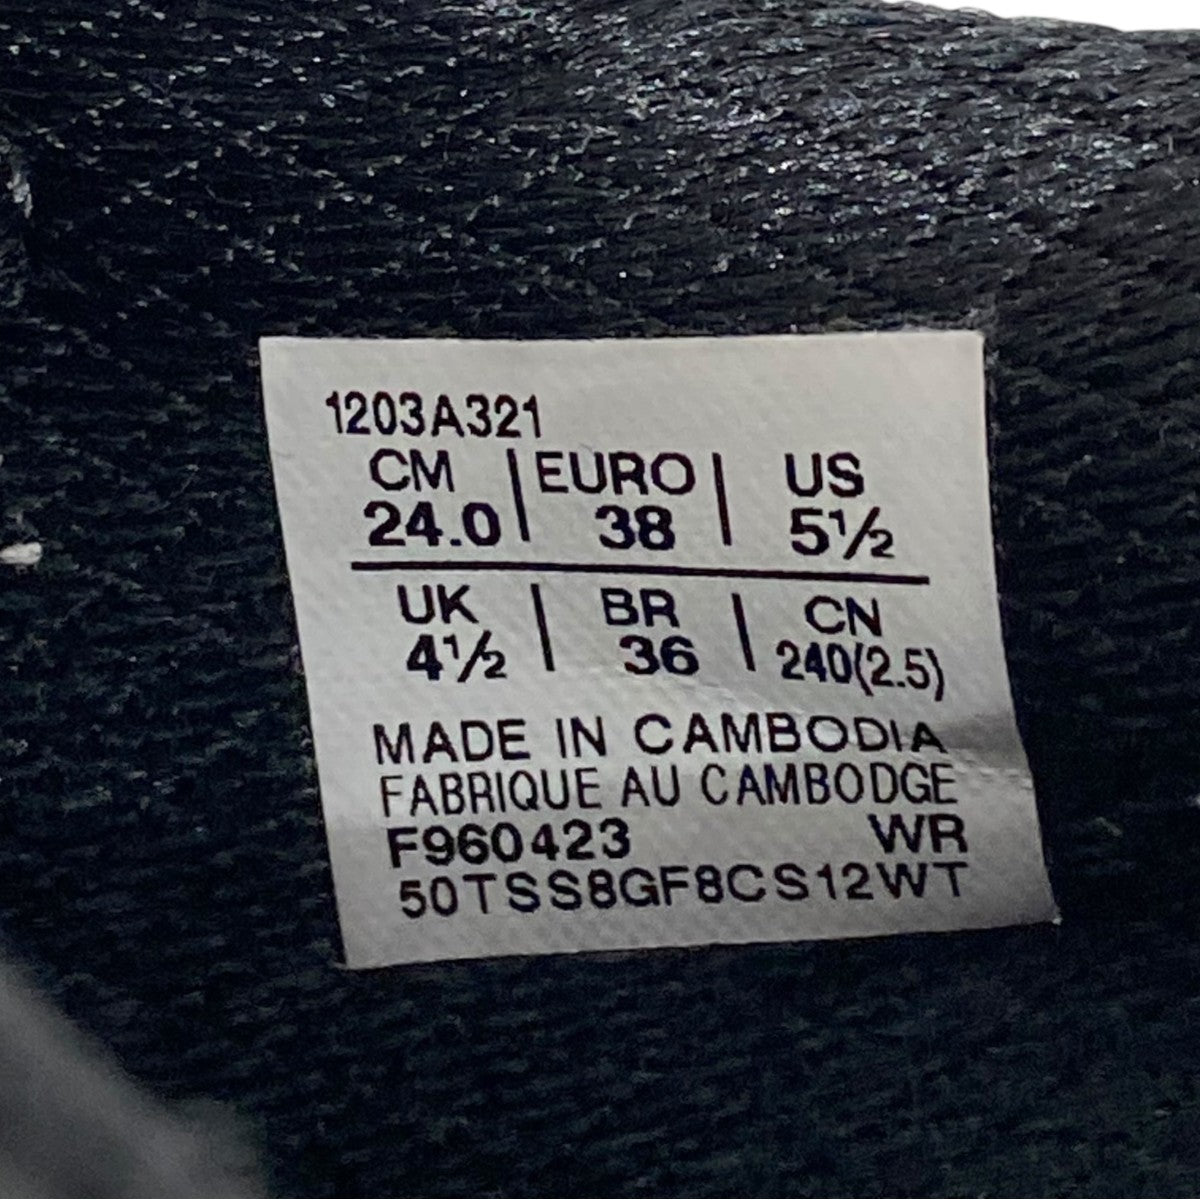 1203A321
CM | EURO | US
24.0 | 38 | 5½
UK | BR | CN
4½ | 36 | 240(2.5)
MADE IN CAMBODIA
FABRIQUE AU CAMBODGE
F960423 WR
50TSS8GF8CS12WT